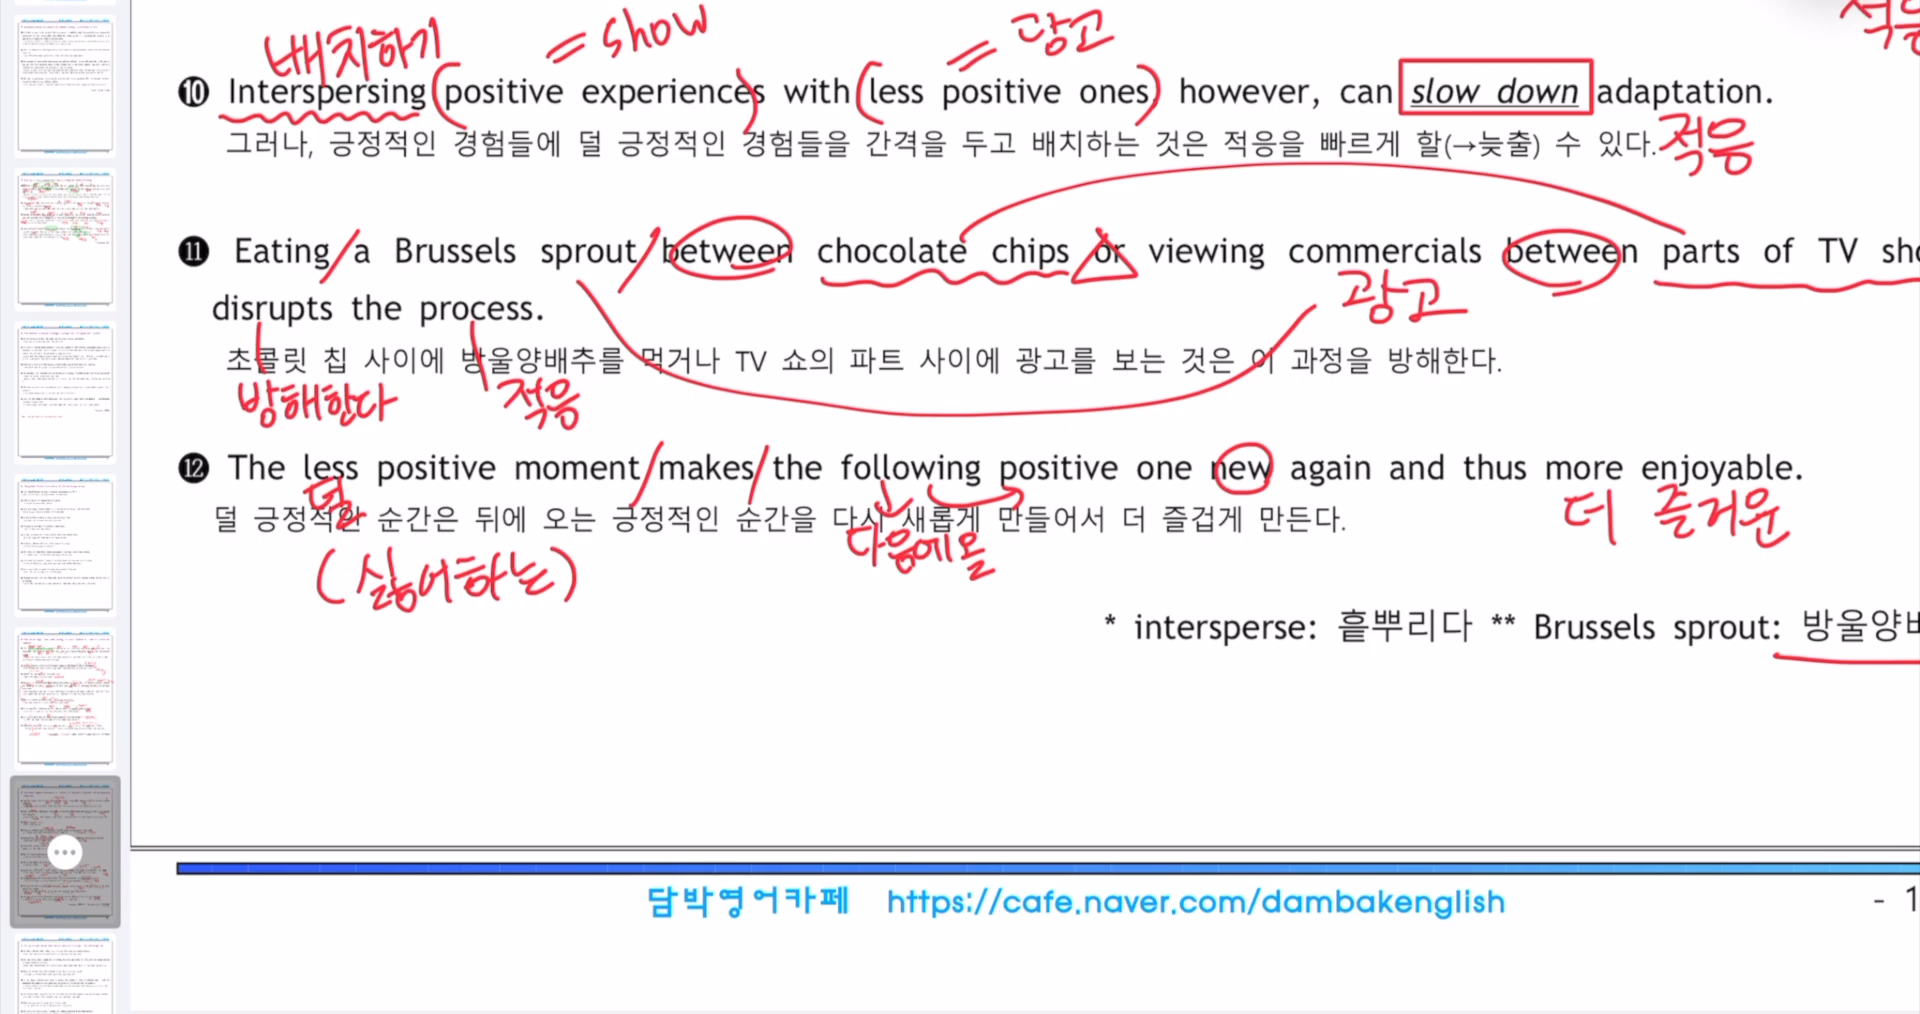 적응
배치하기 = show = 광고
⑩ Interspersing (positive experiences with (less positive ones) however, can slow down adaptation.
그러나, 긍정적인 경험들에 덜 긍정적인 경험들을 간격을 두고 배치하는 것은 적응을 빠르게 할(→늦출) 수 있다. 적응
⑪ Eating / a Brussels sprout / between chocolate chips or viewing commercials between parts of TV sho
광고
disrupts the process.
초콜릿 칩 사이에 방울양배추를 먹거나 TV 쇼의 파트 사이에 광고를 보는 것은 이 과정을 방해한다.
방해한다 적응
⑫ The less positive moment / makes / the following positive one new again and thus more enjoyable.
덜 더 즐거운
덜 긍정적인 순간은 뒤에 오는 긍정적인 순간을 다시 새롭게 만들어서 더 즐겁게 만든다.
다음에 올
(싫어하는)
* intersperse: 흩뿌리다 ** Brussels sprout: 방울양
담박영어카페 https://cafe.naver.com/dambakenglish
- 1